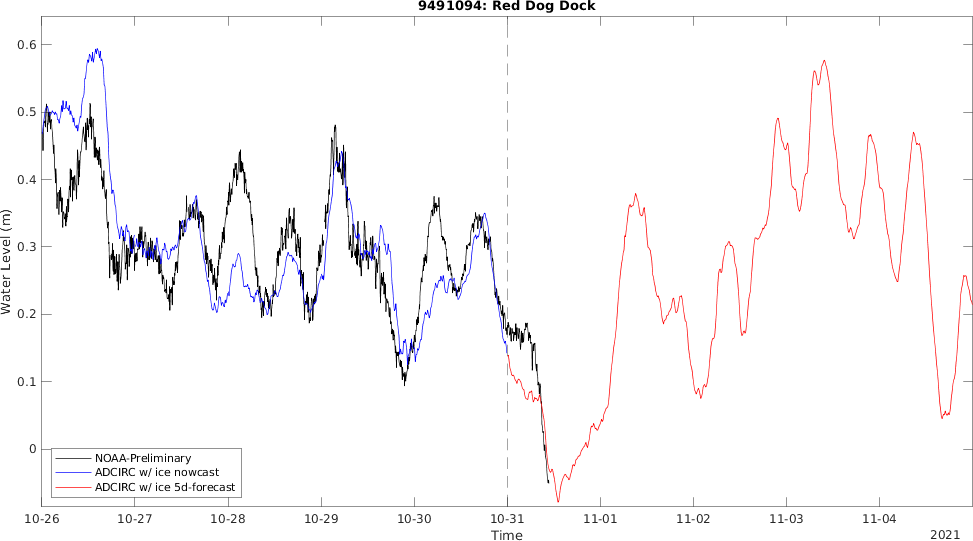 9491094: Red Dog Dock
Water Level (m)
0.6
0.5
0.4
0.3
0.2
0.1
0
NOAA-Preliminary
ADCIRC w/ ice nowcast
ADCIRC w/ ice 5d-forecast
10-26 10-27 10-28 10-29 10-30 10-31 11-01 11-02 11-03 11-04
Time
2021